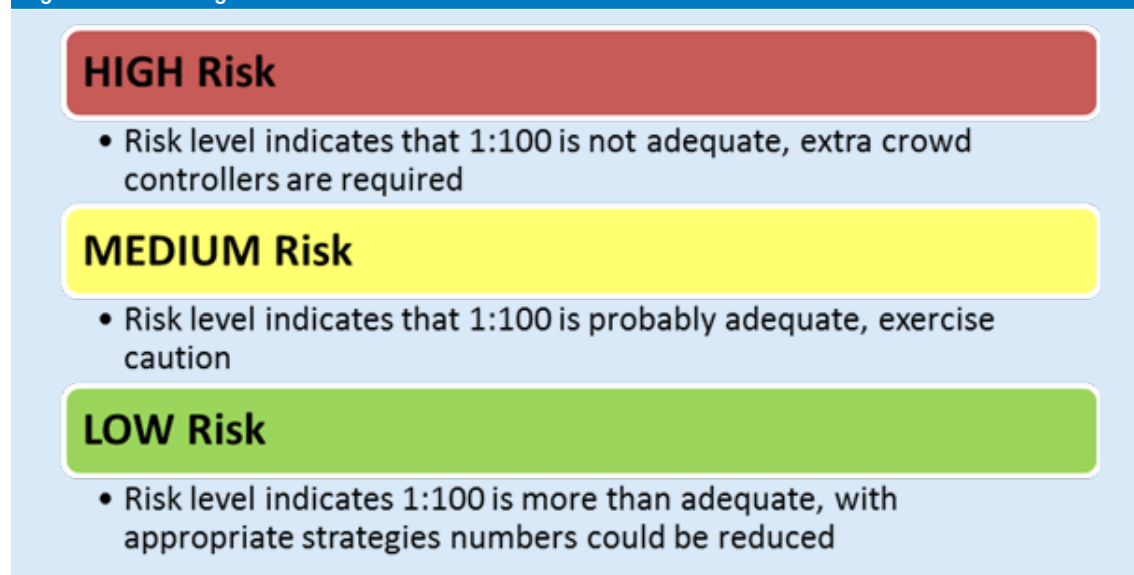 HIGH Risk
• Risk level indicates that 1:100 is not adequate, extra crowd
controllers are required
MEDIUM Risk
• Risk level indicates that 1:100 is probably adequate, exercise
caution
LOW Risk
• Risk level indicates 1:100 is more than adequate, with
appropriate strategies numbers could be reduced